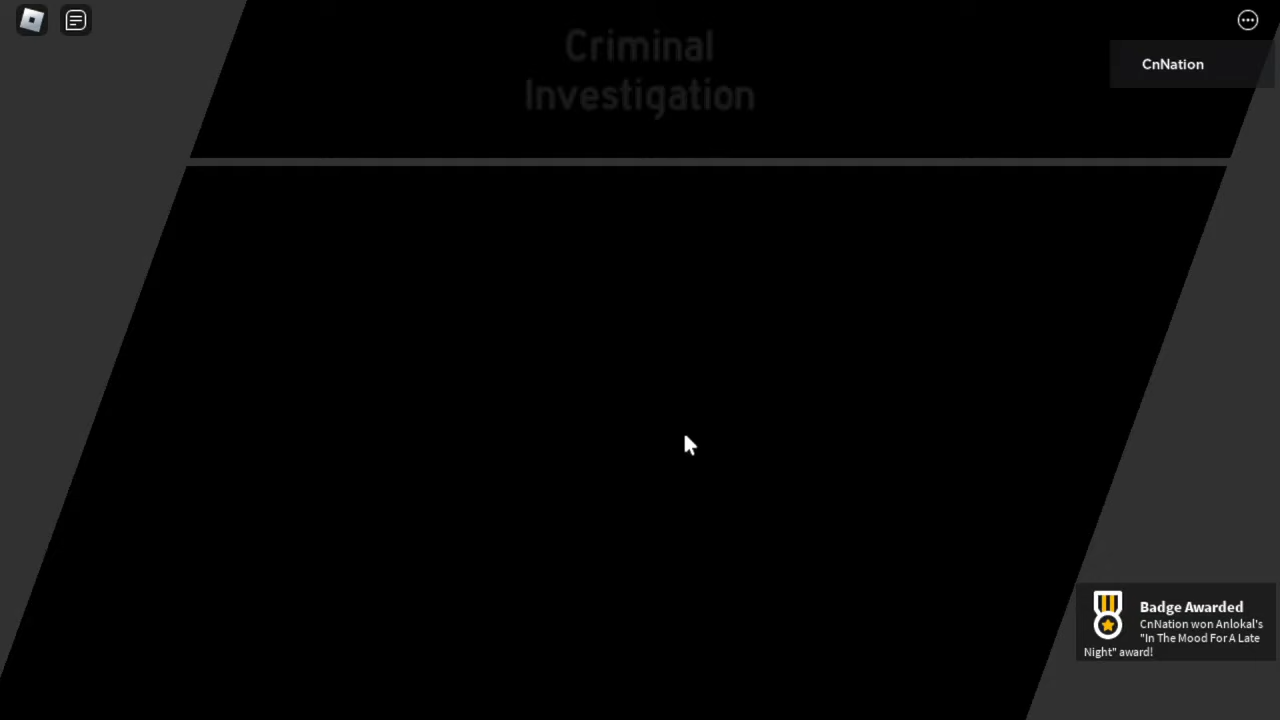 Criminal
Investigation
CnNation
Badge Awarded
CnNation won Anlokal's
"In The Mood For A Late
Night" award!